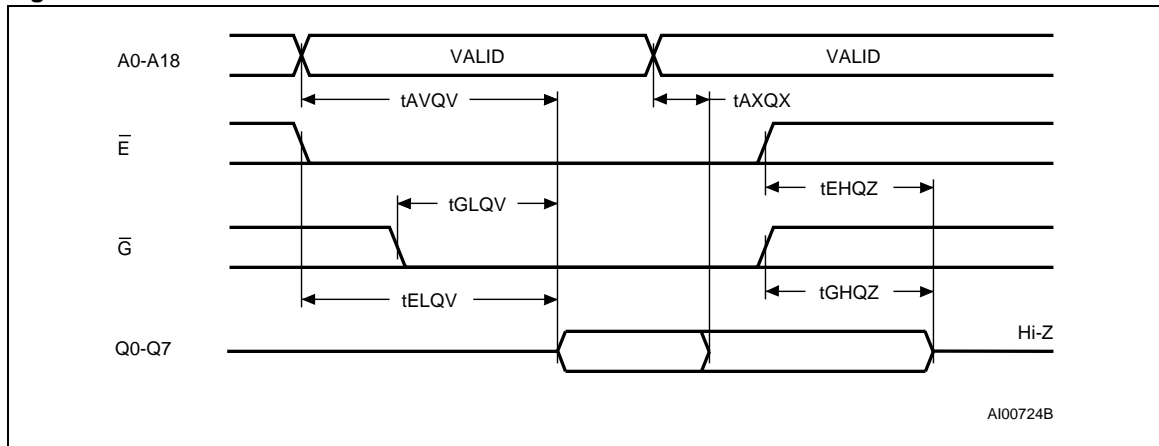 A0-A18
VALID
VALID
tAVQV
tAXQX
E̅
tEHQZ
tGLQV
G̅
tELQV
tGHQZ
Q0-Q7
Hi-Z
AI00724B